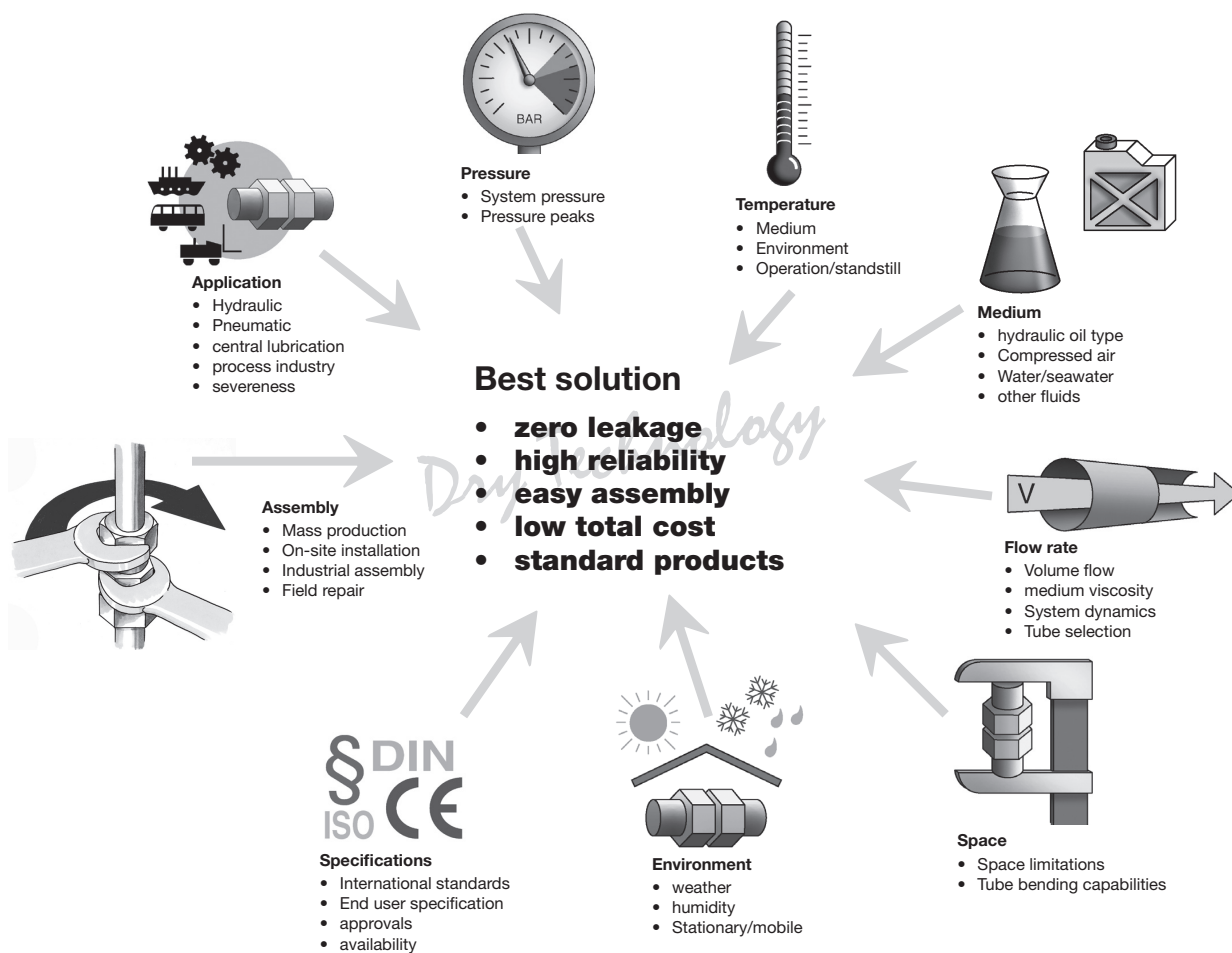 BAR
Pressure
• System pressure
• Pressure peaks
Temperature
• Medium
• Environment
• Operation/standstill
Medium
• hydraulic oil type
• Compressed air
• Water/seawater
• other fluids
Application
• Hydraulic
• Pneumatic
• central lubrication
• process industry
• severeness
Best solution
• zero leakage
• high reliability
• easy assembly
• low total cost
• standard products
Dry Technology
Assembly
• Mass production
• On-site installation
• Industrial assembly
• Field repair
V
Flow rate
• Volume flow
• medium viscosity
• System dynamics
• Tube selection
§ DIN
ISO CE
Specifications
• International standards
• End user specification
• approvals
• availability
Environment
• weather
• humidity
• Stationary/mobile
Space
• Space limitations
• Tube bending capabilities